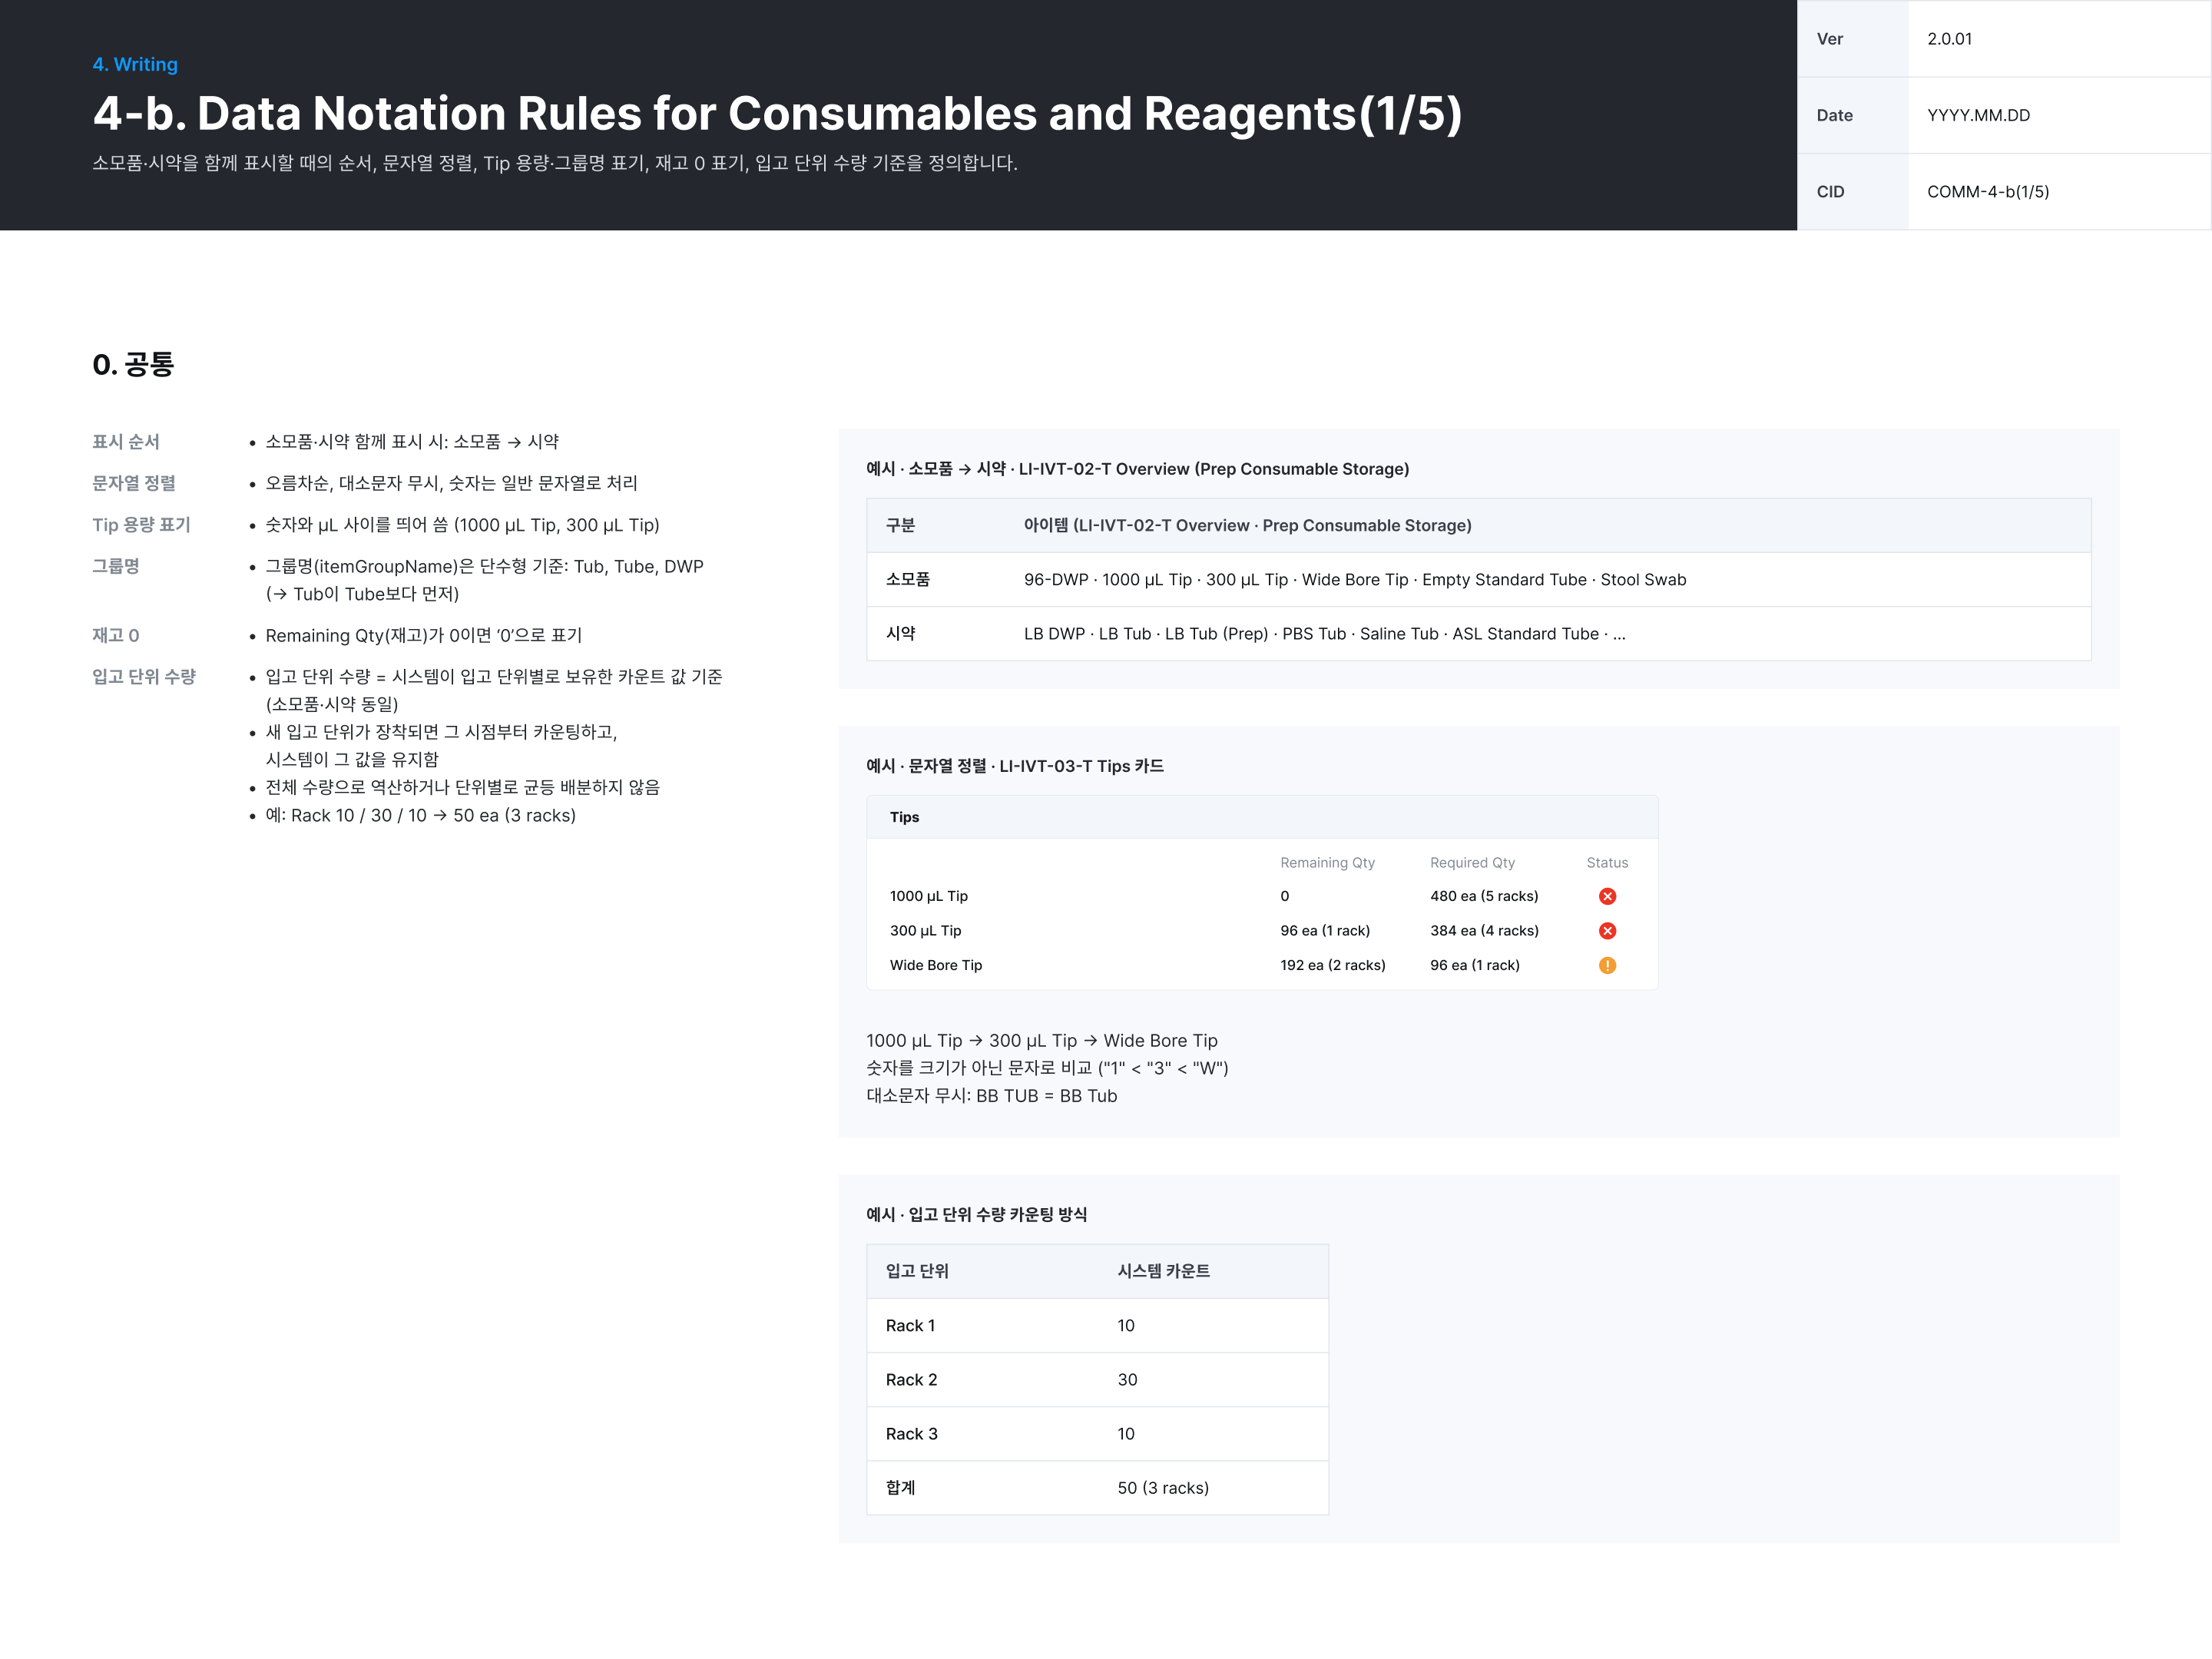 4. Writing
4-b. Data Notation Rules for Consumables and Reagents(1/5)
소모품·시약을 함께 표시할 때의 순서, 문자열 정렬, Tip 용량·그룹명 표기, 재고 0 표기, 입고 단위 수량 기준을 정의합니다.
Ver 2.0.01
Date YYYY.MM.DD
CID COMM-4-b(1/5)
0. 공통
표시 순서 • 소모품·시약 함께 표시 시: 소모품 → 시약
문자열 정렬 • 오름차순, 대소문자 무시, 숫자는 일반 문자열로 처리
Tip 용량 표기 • 숫자와 µL 사이를 띄어 씀 (1000 µL Tip, 300 µL Tip)
그룹명 • 그룹명(itemGroupName)은 단수형 기준: Tub, Tube, DWP
(→ Tub이 Tube보다 먼저)
재고 0 • Remaining Qty(재고)가 0이면 ‘0’으로 표기
입고 단위 수량 • 입고 단위 수량 = 시스템이 입고 단위별로 보유한 카운트 값 기준
(소모품·시약 동일)
• 새 입고 단위가 장착되면 그 시점부터 카운팅하고,
시스템이 그 값을 유지함
• 전체 수량으로 역산하거나 단위별로 균등 배분하지 않음
• 예: Rack 10 / 30 / 10 → 50 ea (3 racks)
예시 · 소모품 → 시약 · LI-IVT-02-T Overview (Prep Consumable Storage)
구분 아이템 (LI-IVT-02-T Overview · Prep Consumable Storage)
소모품 96-DWP · 1000 µL Tip · 300 µL Tip · Wide Bore Tip · Empty Standard Tube · Stool Swab
시약 LB DWP · LB Tub · LB Tub (Prep) · PBS Tub · Saline Tub · ASL Standard Tube · ...
예시 · 문자열 정렬 · LI-IVT-03-T Tips 카드
Tips
Remaining Qty Required Qty Status
1000 µL Tip 0 480 ea (5 racks)
300 µL Tip 96 ea (1 rack) 384 ea (4 racks)
Wide Bore Tip 192 ea (2 racks) 96 ea (1 rack)
1000 µL Tip → 300 µL Tip → Wide Bore Tip
숫자를 크기가 아닌 문자로 비교 ("1" < "3" < "W")
대소문자 무시: BB TUB = BB Tub
예시 · 입고 단위 수량 카운팅 방식
입고 단위 시스템 카운트
Rack 1 10
Rack 2 30
Rack 3 10
합계 50 (3 racks)